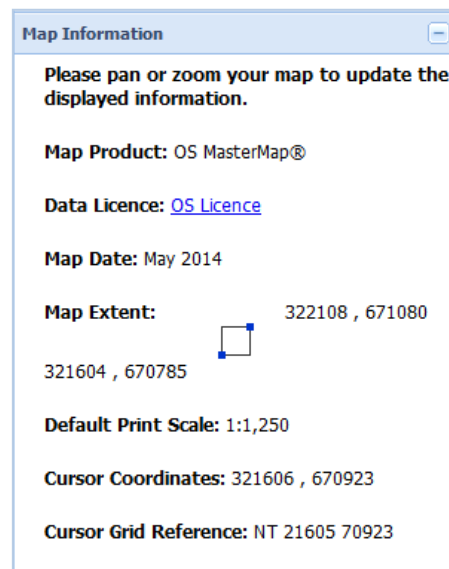 Map Information
Please pan or zoom your map to update the
displayed information.
Map Product: OS MasterMap®
Data Licence: OS Licence
Map Date: May 2014
Map Extent: 322108 , 671080
321604 , 670785
Default Print Scale: 1:1,250
Cursor Coordinates: 321606 , 670923
Cursor Grid Reference: NT 21605 70923